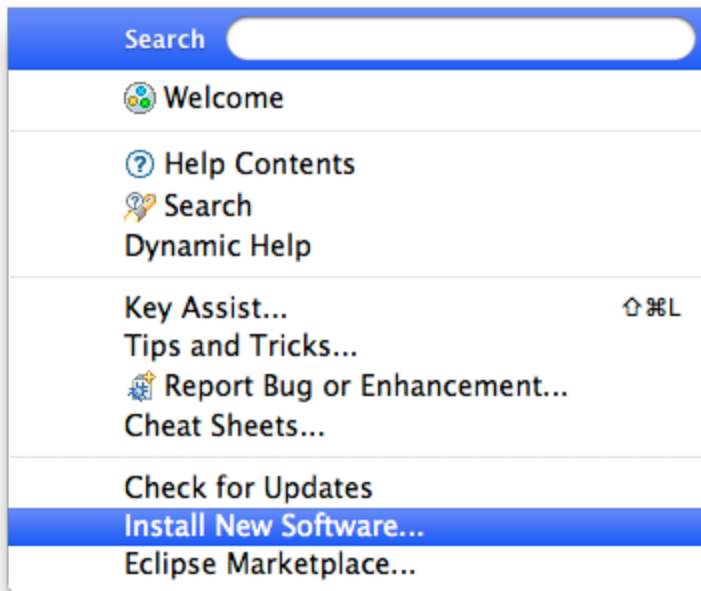 Search
Welcome
Help Contents
Search
Dynamic Help
Key Assist... ⇧⌘L
Tips and Tricks...
Report Bug or Enhancement...
Cheat Sheets...
Check for Updates
Install New Software...
Eclipse Marketplace...